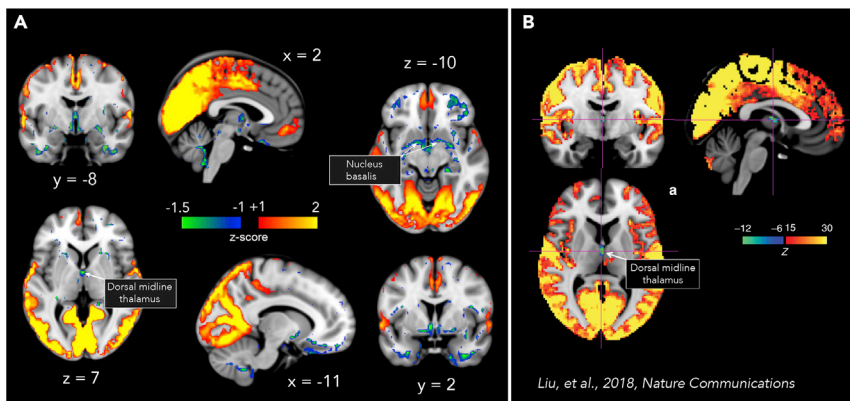 A
x = 2
z = -10
y = -8
Nucleus
basalis
-1.5
-1
+1
2
z-score
Dorsal midline
thalamus
z = 7
x = -11
y = 2
B
a
-12
-6
15
30
Z
Dorsal midline
thalamus
Liu, et al., 2018, Nature Communications